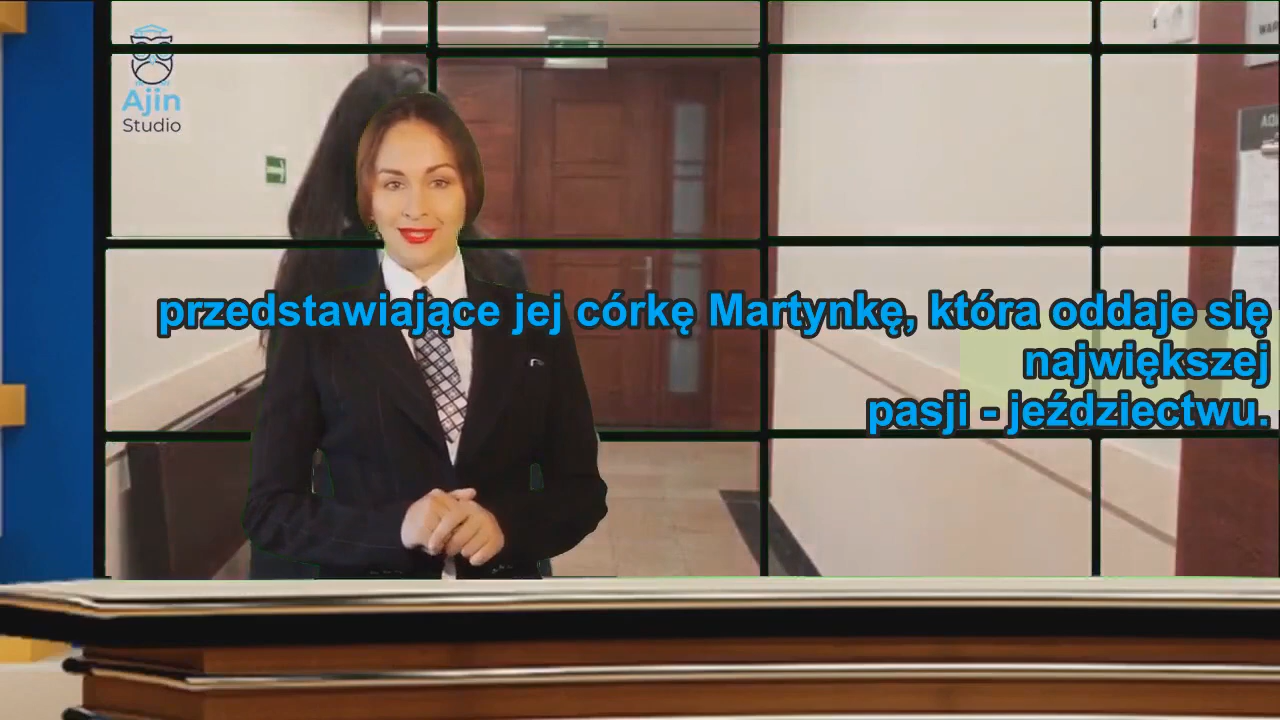 Ajin
Studio
przedstawiające jej córkę Martynkę, która oddaje się
największej
pasji - jeździectwu.